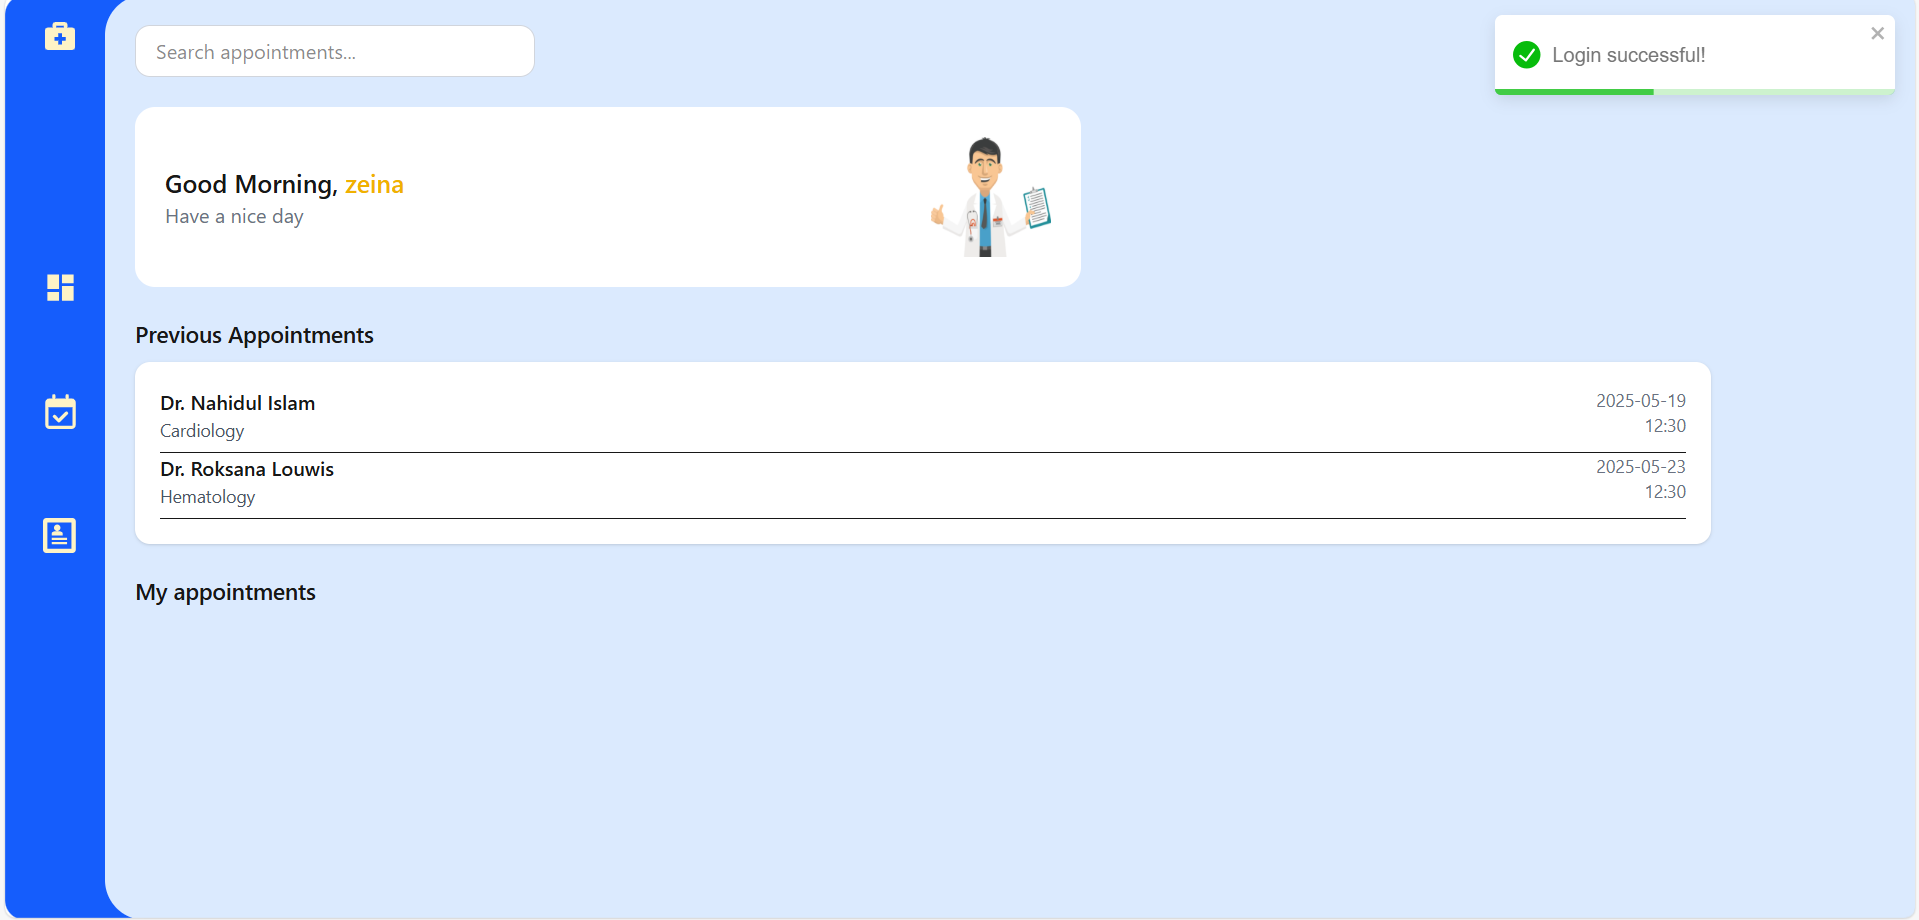 Search appointments...
Login successful!
Good Morning, zeina
Have a nice day
Previous Appointments
Dr. Nahidul Islam
2025-05-19
Cardiology
12:30
Dr. Roksana Louwis
2025-05-23
Hematology
12:30
My appointments